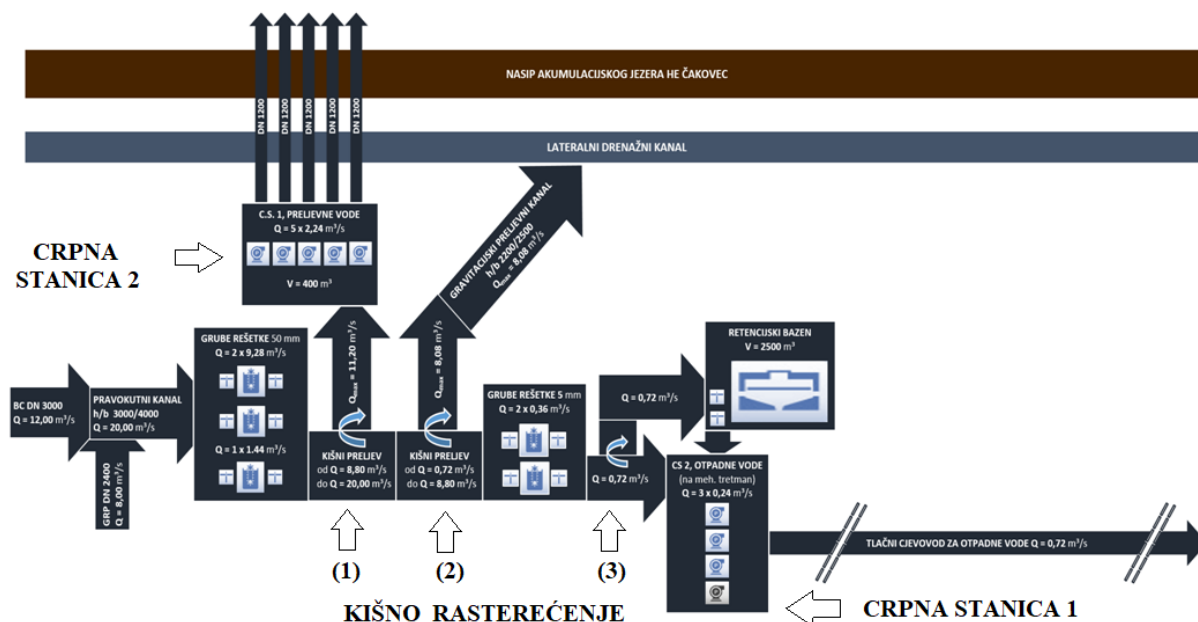 NASIP AKUMULACIJSKOG JEZERA HE ČAKOVEC
DN 1200
DN 1200
DN 1200
DN 1200
DN 1200
LATERALNI DRENAŽNI KANAL
C.S. 1, PRELJEVNE VODE
Q = 5 x 2,24 m³/s
V = 400 m³
CRPNA
STANICA 2
GRAVITACIJSKI PRELJEVNI KANAL
h/b 2200/2500
Qmax = 8,08 m³/s
GRUBE REŠETKE 50 mm
Q = 2 x 9,28 m³/s
Q = 1 x 1.44 m³/s
Qmax = 11,20 m³/s
Qmax = 8,08 m³/s
RETENCIJSKI BAZEN
V = 2500 m³
BC DN 3000
Q = 12,00 m³/s
PRAVOKUTNI KANAL
h/b 3000/4000
Q = 20,00 m³/s
GRP DN 2400
Q = 8,00 m³/s
KIŠNI PRELJEV
od Q = 8,80 m³/s
do Q = 20,00 m³/s
KIŠNI PRELJEV
od Q = 0,72 m³/s
do Q = 8,80 m³/s
GRUBE REŠETKE 5 mm
Q = 2 x 0,36 m³/s
Q = 0,72 m³/s
Q = 0,72 m³/s
CS 2, OTPADNE VODE
(na meh. tretman)
Q = 3 x 0,24 m³/s
TLAČNI CJEVOVOD ZA OTPADNE VODE Q = 0,72 m³/s
(1)
(2)
(3)
KIŠNO RASTEREĆENJE
CRPNA STANICA 1